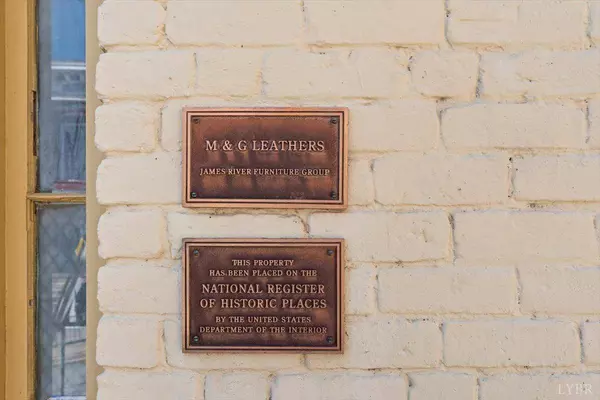 M & G LEATHERS
JAMES RIVER FURNITURE GROUP
THIS PROPERTY
HAS BEEN PLACED ON THE
NATIONAL REGISTER
OF HISTORIC PLACES
BY THE UNITED STATES
DEPARTMENT OF THE INTERIOR
LYBR